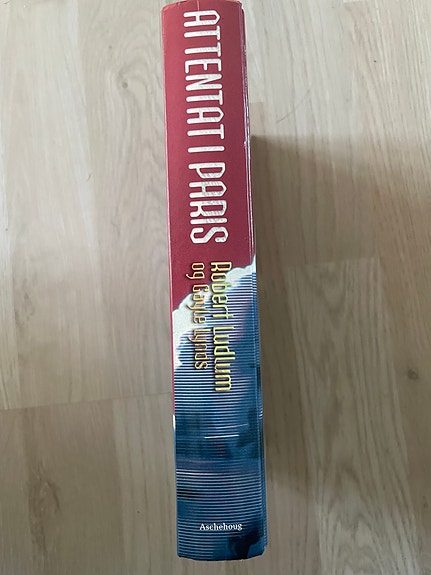 ATTENTAT I PARIS
Robert Ludlum
og Gayle Lynds
Aschehoug